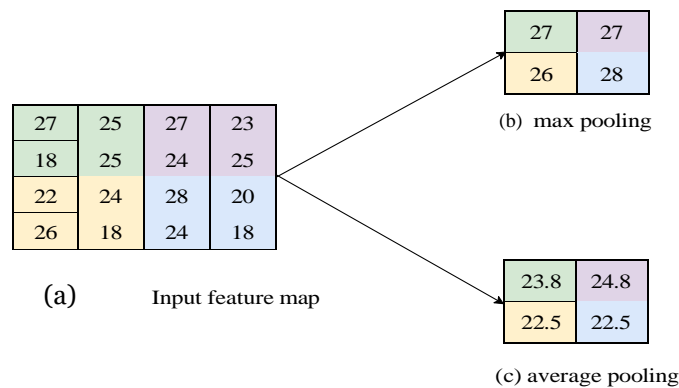 27 27
26 28
(b) max pooling
27 25 27 23
18 25 24 25
22 24 28 20
26 18 24 18
(a) Input feature map
23.8 24.8
22.5 22.5
(c) average pooling